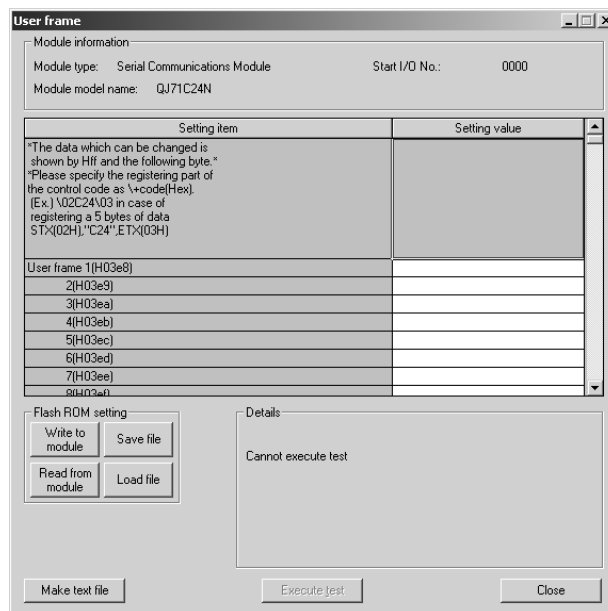 User frame
Module information
Module type: Serial Communications Module Start I/O No.: 0000
Module model name: QJ71C24N
Setting item Setting value
*The data which can be changed is
shown by Hff and the following byte.*
*Please specify the registering part of
the control code as \+code(Hex).
(Ex.) \02C24\03 in case of
registering a 5 bytes of data
STX(02H),"C24",ETX(03H)
User frame 1(H03e8)
2(H03e9)
3(H03ea)
4(H03eb)
5(H03ec)
6(H03ed)
7(H03ee)
8(H03ef)
Flash ROM setting
Write to
module
Save file
Read from
module
Load file
Details
Cannot execute test
Make text file Execute test Close